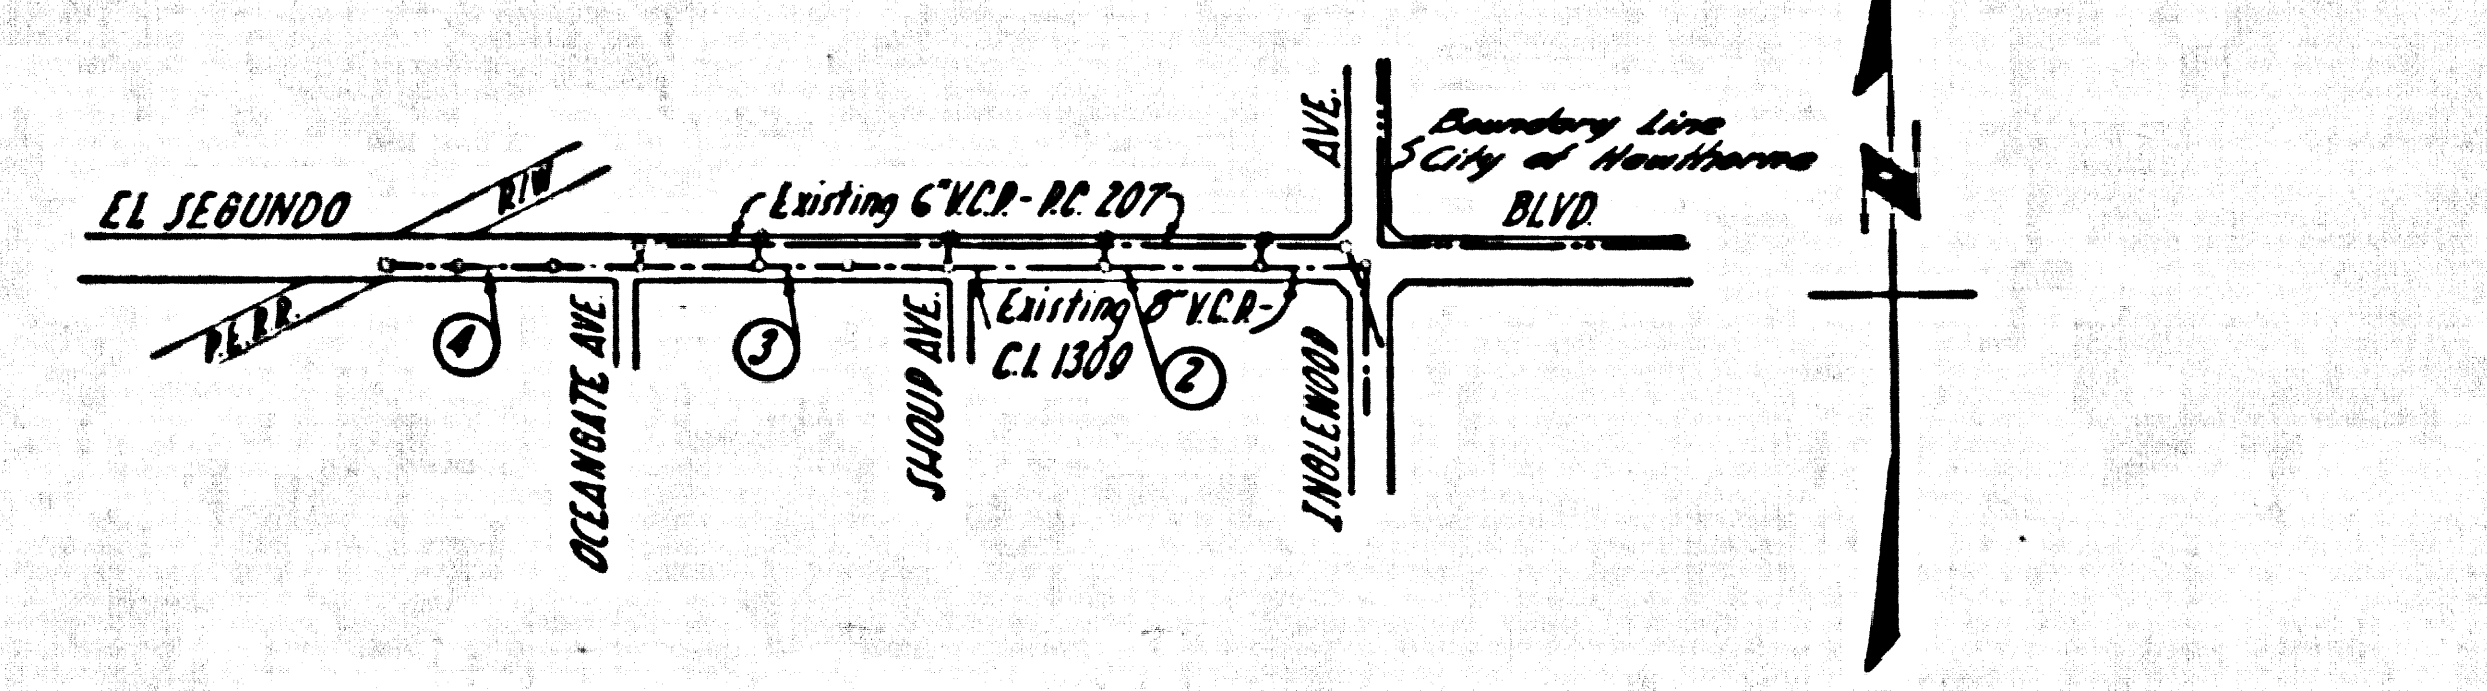 EL SEGUNDO
R/W
Existing 6" V.C.P. - P.C. 207
AVE.
Boundary Line
City of Hawthorne
BLVD.
N
P.E. R.R.
4
OCEANGATE AVE.
3
SHOUP AVE.
Existing 8" V.C.P. -
C.I. 1309
2
INGLEWOOD